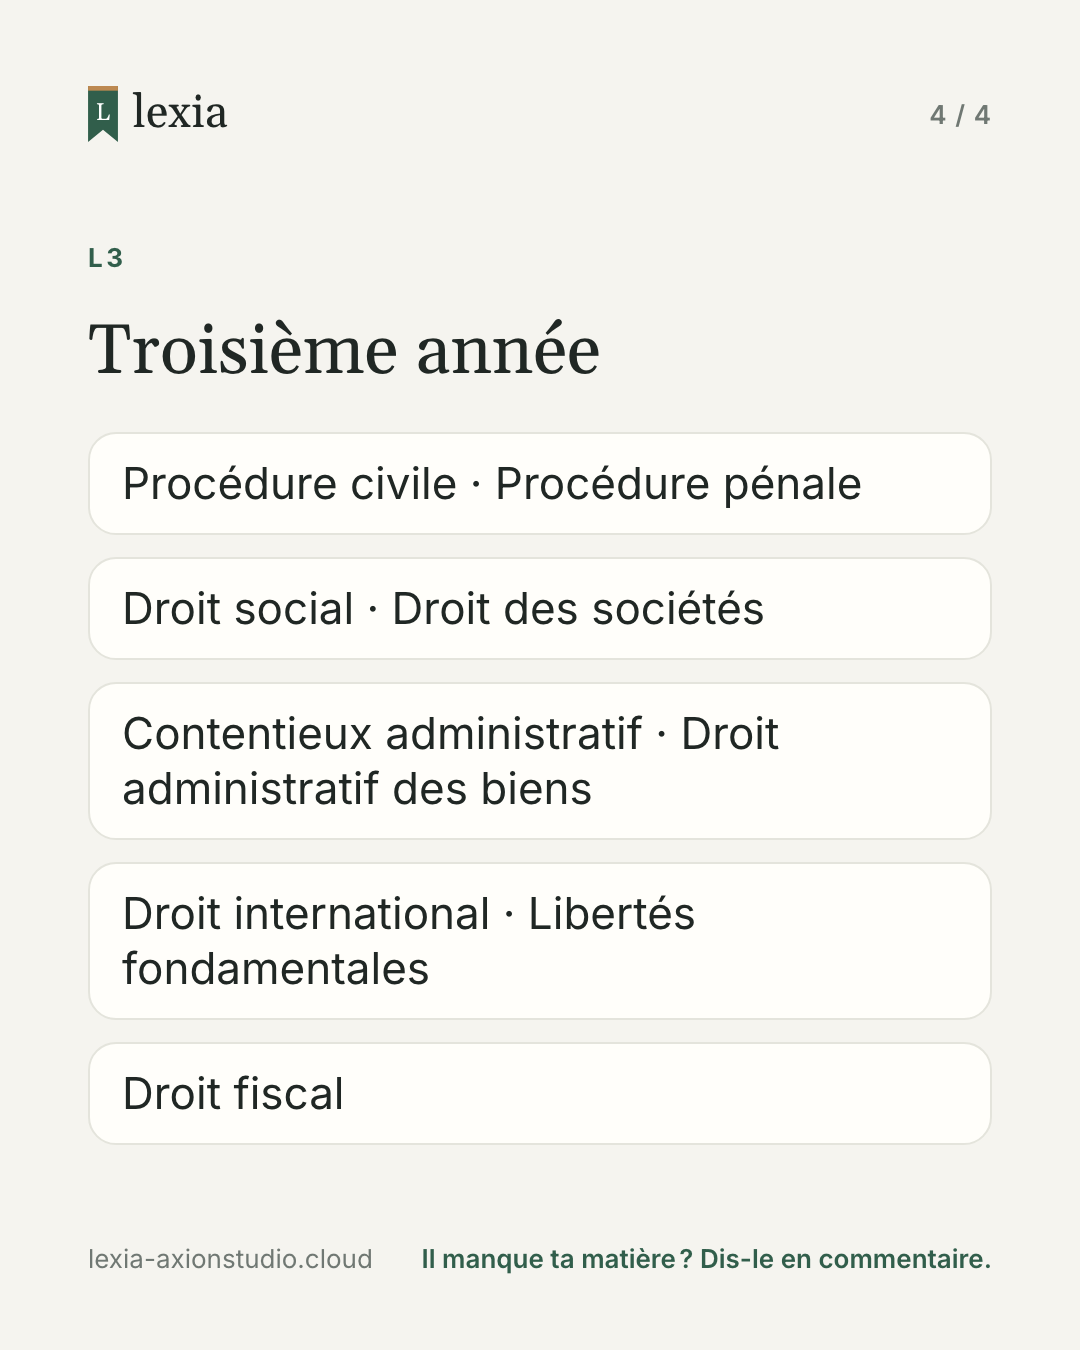 L lexia
4 / 4
L3
Troisième année
Procédure civile · Procédure pénale
Droit social · Droit des sociétés
Contentieux administratif · Droit
administratif des biens
Droit international · Libertés
fondamentales
Droit fiscal
lexia-axionstudio.cloud
Il manque ta matière ? Dis-le en commentaire.